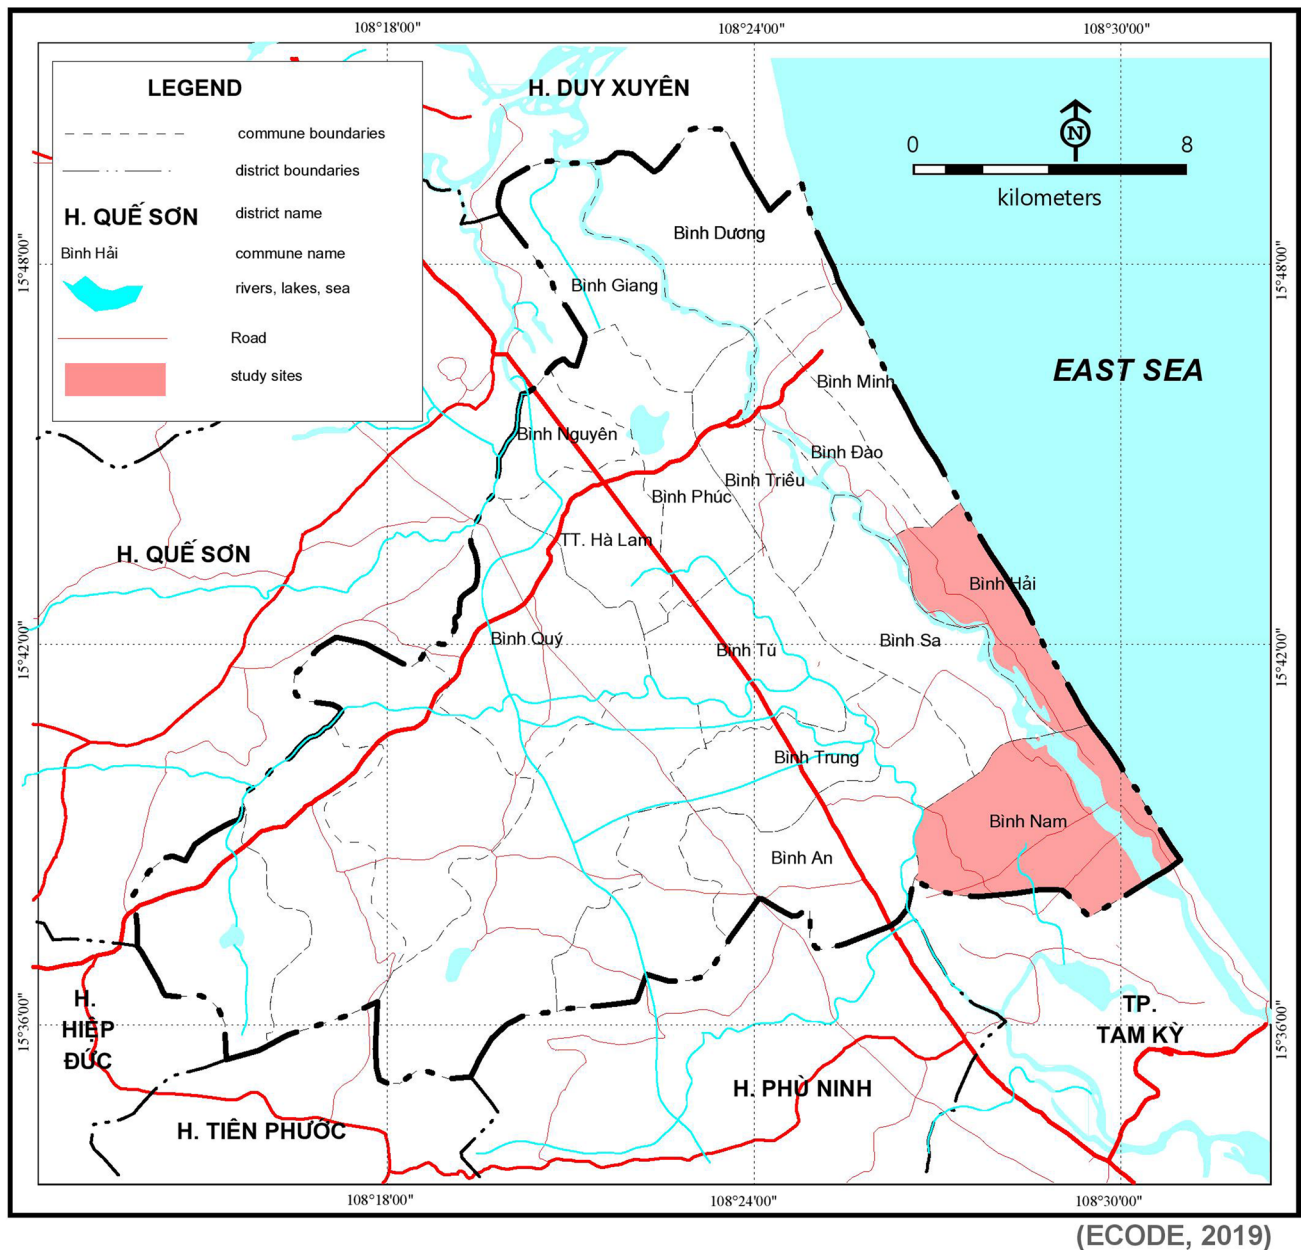 108°18'00" 108°24'00" 108°30'00"
LEGEND
commune boundaries
district boundaries
H. QUẾ SƠN district name
Bình Hải commune name
rivers, lakes, sea
Road
study sites
H. DUY XUYÊN
N
0 8
kilometers
Bình Dương
15°48'00" 15°48'00"
Bình Giang
EAST SEA
Bình Minh
Bình Nguyên
Bình Đào
Bình Triều
Bình Phúc
TT. Hà Lam
H. QUẾ SƠN
Bình Hải
Bình Quý
Bình Sa
15°42'00" 15°42'00"
Bình Tú
Bình Trung
Bình Nam
Bình An
H.
HIỆP
ĐỨC
TP.
TAM KỲ
15°36'00" 15°36'00"
H. PHÙ NINH
H. TIÊN PHƯỚC
108°18'00" 108°24'00" 108°30'00"
(ECODE, 2019)